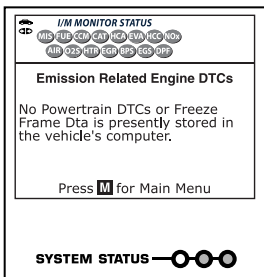 I/M MONITOR STATUS
MIS FUE CCM CAT HCA EVA HCC NOx
AIR O2S HTR EGR BPS EGS DPF
Emission Related Engine DTCs
No Powertrain DTCs or Freeze
Frame Dta is presently stored in
the vehicle's computer.
Press M for Main Menu
SYSTEM STATUS